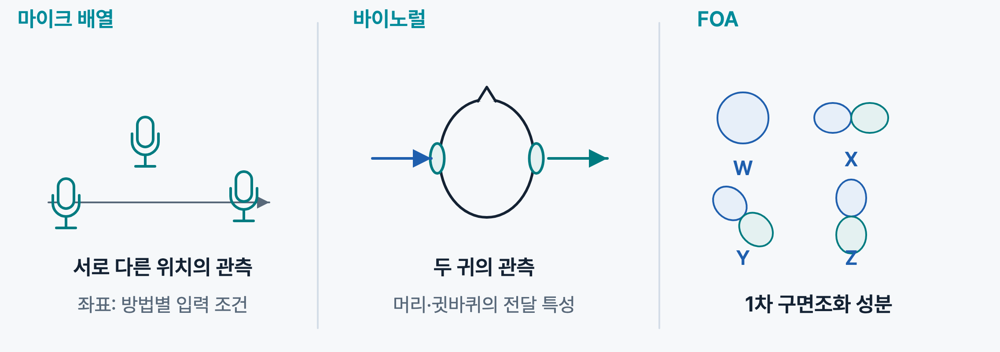 마이크 배열
서로 다른 위치의 관측
좌표: 방법별 입력 조건
바이노럴
두 귀의 관측
머리·귓바퀴의 전달 특성
FOA
W
X
Y
Z
1차 구면조화 성분